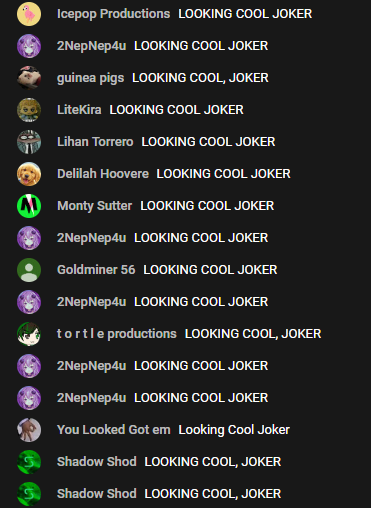 Icepop Productions LOOKING COOL JOKER
2NepNep4u LOOKING COOL JOKER
guinea pigs LOOKING COOL, JOKER
LiteKira LOOKING COOL JOKER
Lihan Torrero LOOKING COOL JOKER
Delilah Hoovere LOOKING COOL JOKER
Monty Sutter LOOKING COOL JOKER
2NepNep4u LOOKING COOL JOKER
Goldminer 56 LOOKING COOL JOKER
2NepNep4u LOOKING COOL JOKER
t o r t l e productions LOOKING COOL, JOKER
2NepNep4u LOOKING COOL JOKER
2NepNep4u LOOKING COOL JOKER
You Looked Got em Looking Cool Joker
Shadow Shod LOOKING COOL, JOKER
Shadow Shod LOOKING COOL, JOKER